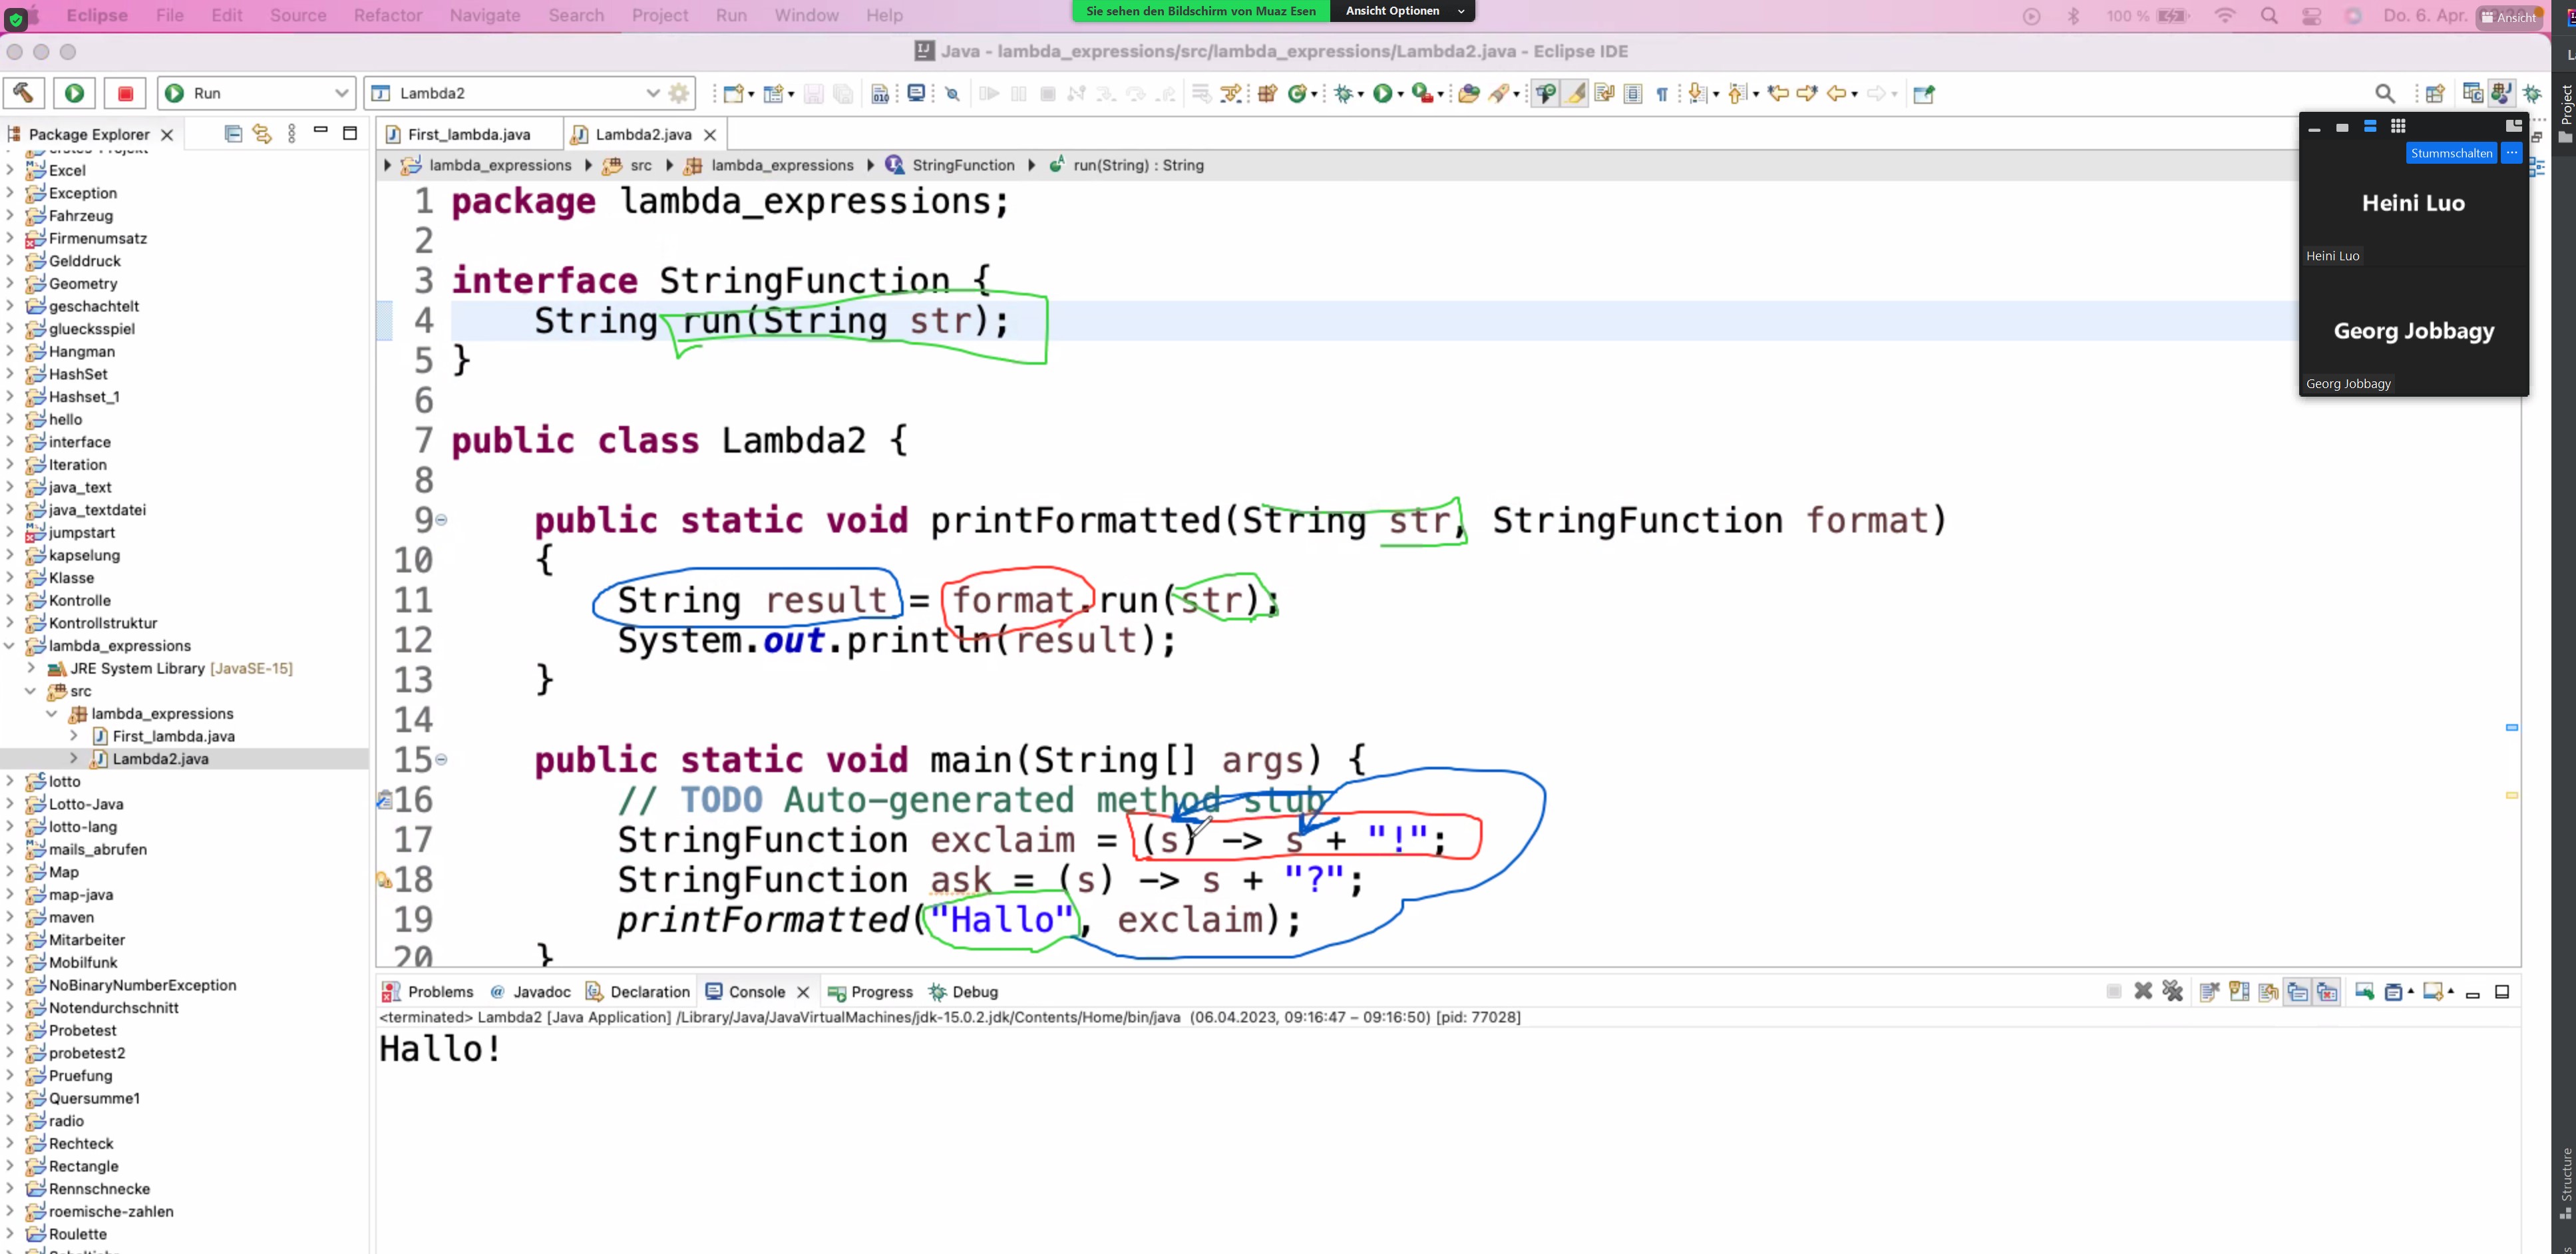 Eclipse File Edit Source Refactor Navigate Search Project Run Window Help
Sie sehen den Bildschirm von Muaz Esen Ansicht Optionen
100 % Do. 6. Apr. Ansicht
Java - lambda_expressions/src/lambda_expressions/Lambda2.java - Eclipse IDE
Run Lambda2
Package Explorer
Excel
Exception
Fahrzeug
Firmenumsatz
Gelddruck
Geometry
geschachtelt
gluecksspiel
Hangman
HashSet
Hashset_1
hello
interface
Iteration
java_text
java_textdatei
jumpstart
kapselung
Klasse
Kontrolle
Kontrollstruktur
lambda_expressions
JRE System Library [JavaSE-15]
src
lambda_expressions
First_lambda.java
Lambda2.java
lotto
Lotto-Java
lotto-lang
mails_abrufen
Map
map-java
maven
Mitarbeiter
Mobilfunk
NoBinaryNumberException
Notendurchschnitt
Probetest
probetest2
Pruefung
Quersumme1
radio
Rechteck
Rectangle
Rennschnecke
roemische-zahlen
Roulette
First_lambda.java Lambda2.java
lambda_expressions src lambda_expressions StringFunction run(String) : String
1 package lambda_expressions;
2
3 interface StringFunction {
4 String run(String str);
5 }
6
7 public class Lambda2 {
8
9 public static void printFormatted(String str, StringFunction format)
10 {
11 String result = format.run(str);
12 System.out.println(result);
13 }
14
15 public static void main(String[] args) {
16 // TODO Auto-generated method stub
17 StringFunction exclaim = (s) -> s + "!";
18 StringFunction ask = (s) -> s + "?";
19 printFormatted("Hallo", exclaim);
20 }
Problems Javadoc Declaration Console Progress Debug
<terminated> Lambda2 [Java Application] /Library/Java/JavaVirtualMachines/jdk-15.0.2.jdk/Contents/Home/bin/java (06.04.2023, 09:16:47 – 09:16:50) [pid: 77028]
Hallo!
Stummschalten
Heini Luo
Heini Luo
Georg Jobbagy
Georg Jobbagy
Project
Structure